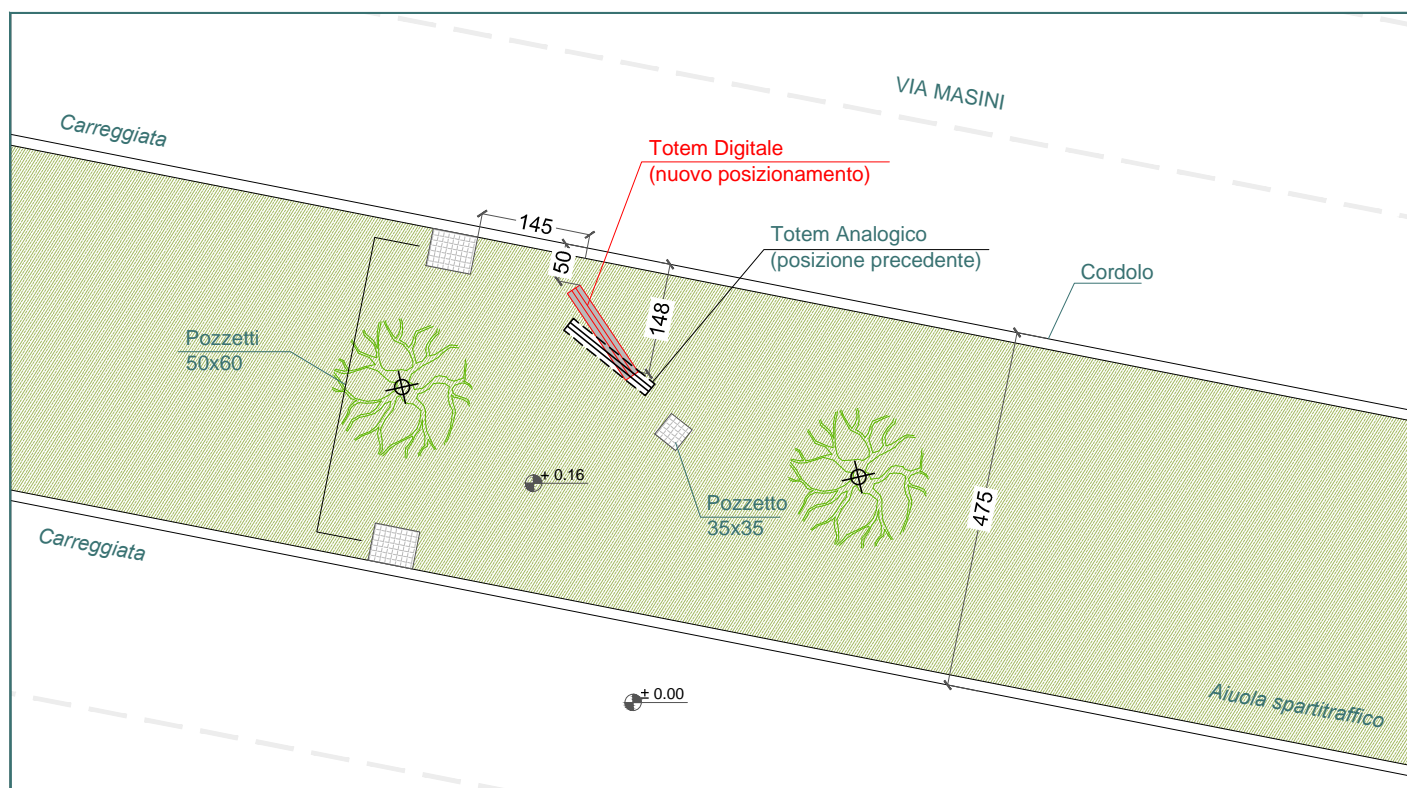 VIA MASINI
Carreggiata
Totem Digitale
(nuovo posizionamento)
145
Totem Analogico
(posizione precedente)
50
Cordolo
148
Pozzetti
50x60
+ 0.16
Pozzetto
35x35
475
Carreggiata
± 0.00
Aiuola spartitraffico